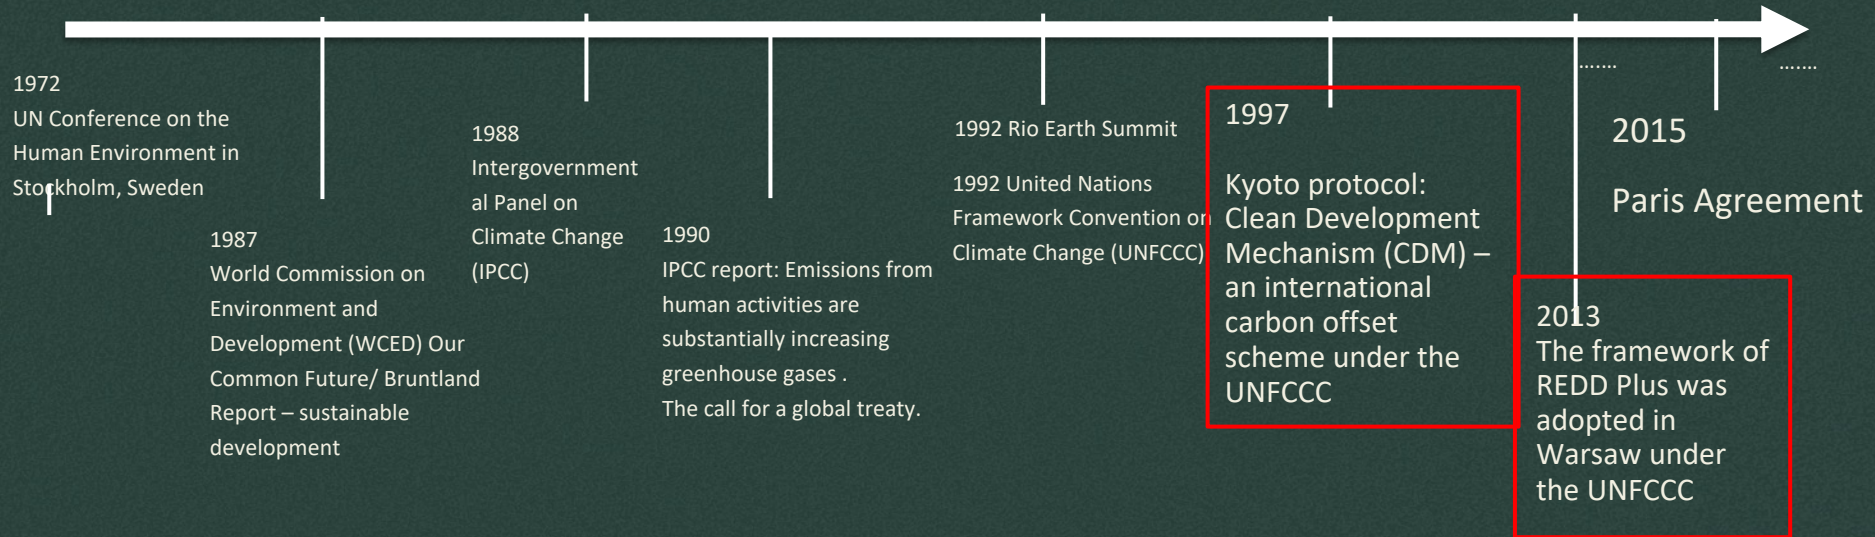 1972
UN Conference on the
Human Environment in
Stockholm, Sweden
1987
World Commission on
Environment and
Development (WCED) Our
Common Future/ Bruntland
Report – sustainable
development
1988
Intergovernment
al Panel on
Climate Change
(IPCC)
1990
IPCC report: Emissions from
human activities are
substantially increasing
greenhouse gases .
The call for a global treaty.
1992 Rio Earth Summit
1992 United Nations
Framework Convention on
Climate Change (UNFCCC)
1997
Kyoto protocol:
Clean Development
Mechanism (CDM) –
an international
carbon offset
scheme under the
UNFCCC
.......
2013
The framework of
REDD Plus was
adopted in
Warsaw under
the UNFCCC
2015
Paris Agreement
.......